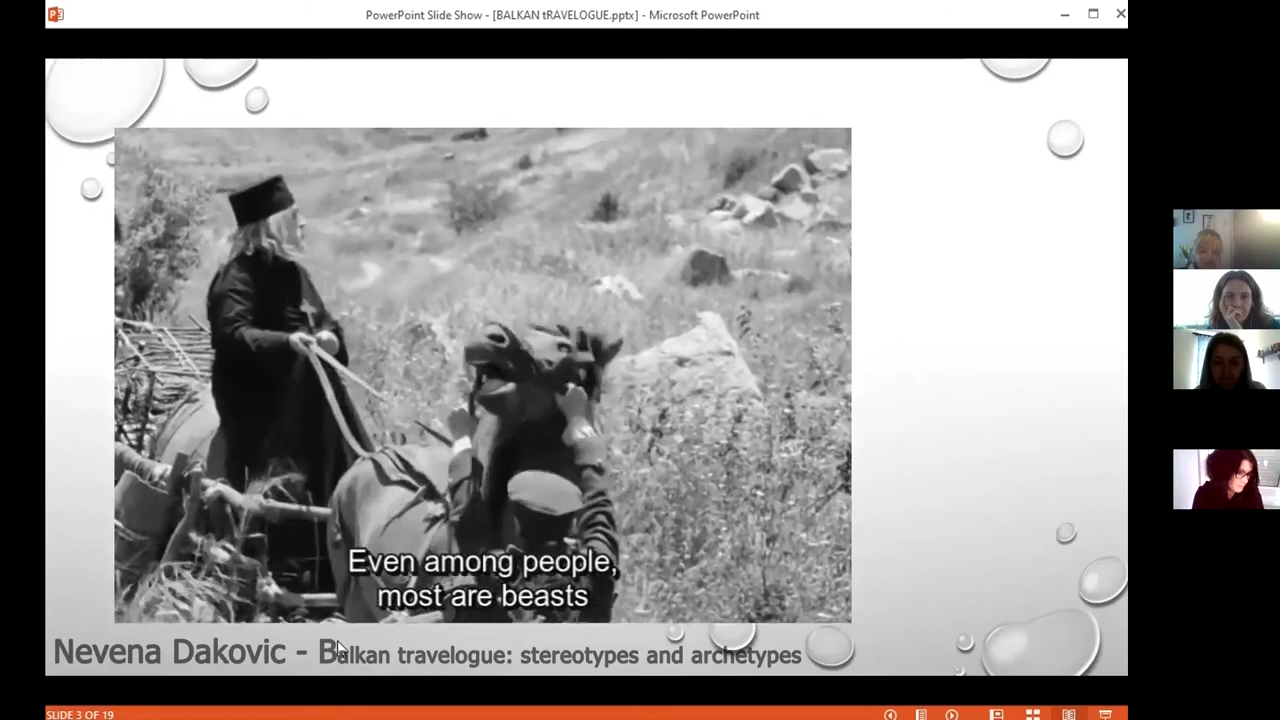 PowerPoint Slide Show - [BALKAN tRAVELOGUE.pptx] - Microsoft PowerPoint
Even among people,
most are beasts
Nevena Dakovic - Balkan travelogue: stereotypes and archetypes
SLIDE 3 OF 19